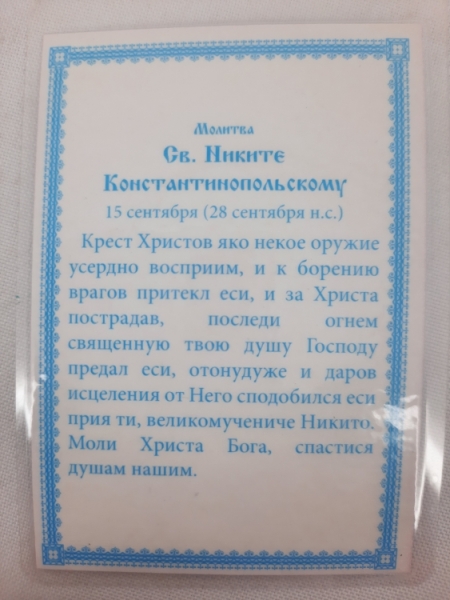 Молитва
Св. Никите
Константинопольскому
15 сентября (28 сентября н.с.)
Крест Христов яко некое оружие
усердно восприим, и к борению
врагов притекл еси, и за Христа
пострадав, последи огнем
священную твою душу Господу
предал еси, отонудуже и даров
исцеления от Него сподобился еси
прия ти, великомучениче Никито.
Моли Христа Бога, спастися
душам нашим.